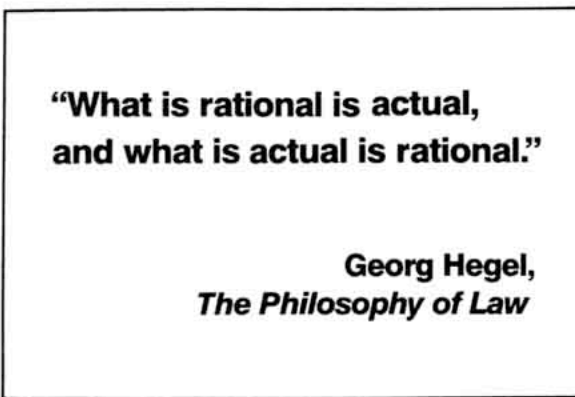 “What is rational is actual,
and what is actual is rational.”
Georg Hegel,
The Philosophy of Law